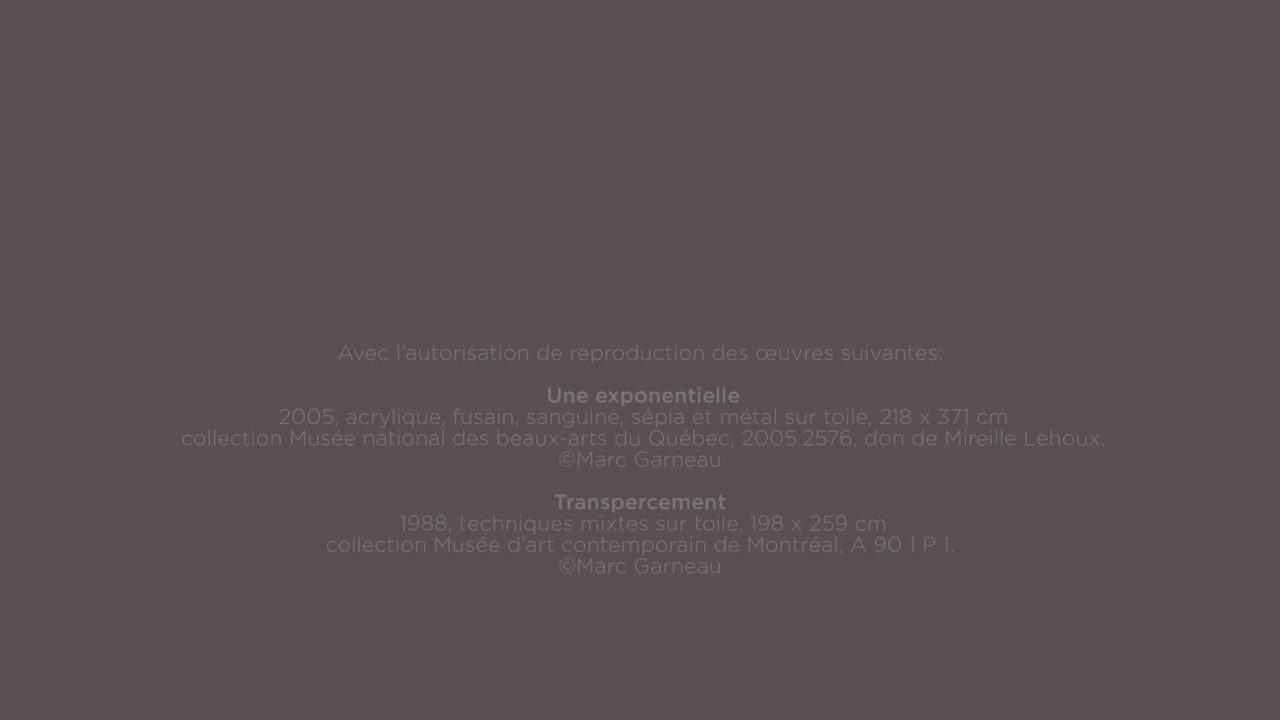 Avec l'autorisation de reproduction des œuvres suivantes:
Une exponentielle
2005, acrylique, fusain, sanguine, sépia et métal sur toile, 218 x 371 cm
collection Musée national des beaux-arts du Québec, 2005.2576, don de Mireille Lehoux.
©Marc Garneau
Transpercement
1988, techniques mixtes sur toile, 198 x 259 cm
collection Musée d'art contemporain de Montréal, A 90 1 P 1.
©Marc Garneau